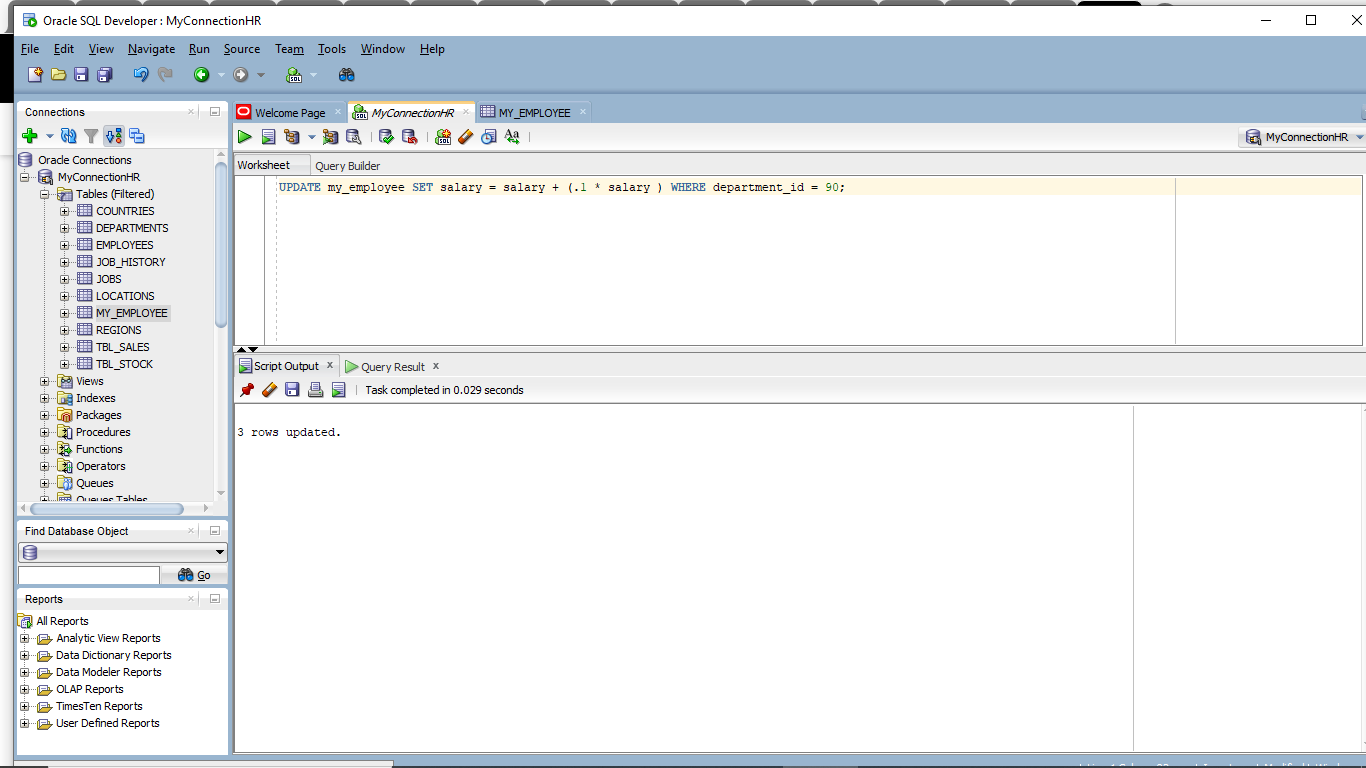 Oracle SQL Developer : MyConnectionHR
File Edit View Navigate Run Source Team Tools Window Help
Connections
Oracle Connections
MyConnectionHR
Tables (Filtered)
COUNTRIES
DEPARTMENTS
EMPLOYEES
JOB_HISTORY
JOBS
LOCATIONS
MY_EMPLOYEE
REGIONS
TBL_SALES
TBL_STOCK
Views
Indexes
Packages
Procedures
Functions
Operators
Queues
Queues Tables
Find Database Object
Go
Reports
All Reports
Analytic View Reports
Data Dictionary Reports
Data Modeler Reports
OLAP Reports
TimesTen Reports
User Defined Reports
Welcome Page MyConnectionHR MY_EMPLOYEE
MyConnectionHR
Worksheet Query Builder
UPDATE my_employee SET salary = salary + (.1 * salary ) WHERE department_id = 90;
Script Output x Query Result x
Task completed in 0.029 seconds
3 rows updated.